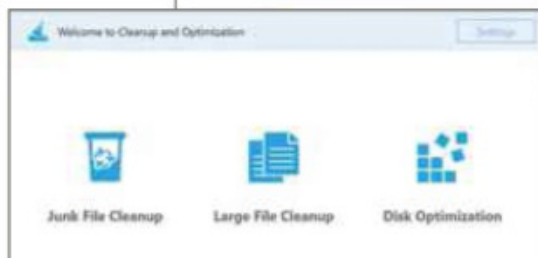 Welcome to Cleanup and Optimization
Settings
Junk File Cleanup
Large File Cleanup
Disk Optimization